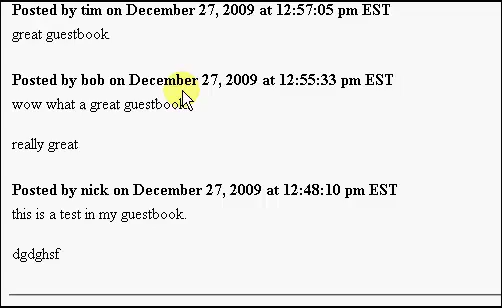 Posted by tim on December 27, 2009 at 12:57:05 pm EST
great guestbook.
Posted by bob on December 27, 2009 at 12:55:33 pm EST
wow what a great guestbook.
really great
Posted by nick on December 27, 2009 at 12:48:10 pm EST
this is a test in my guestbook.
dgdghsf